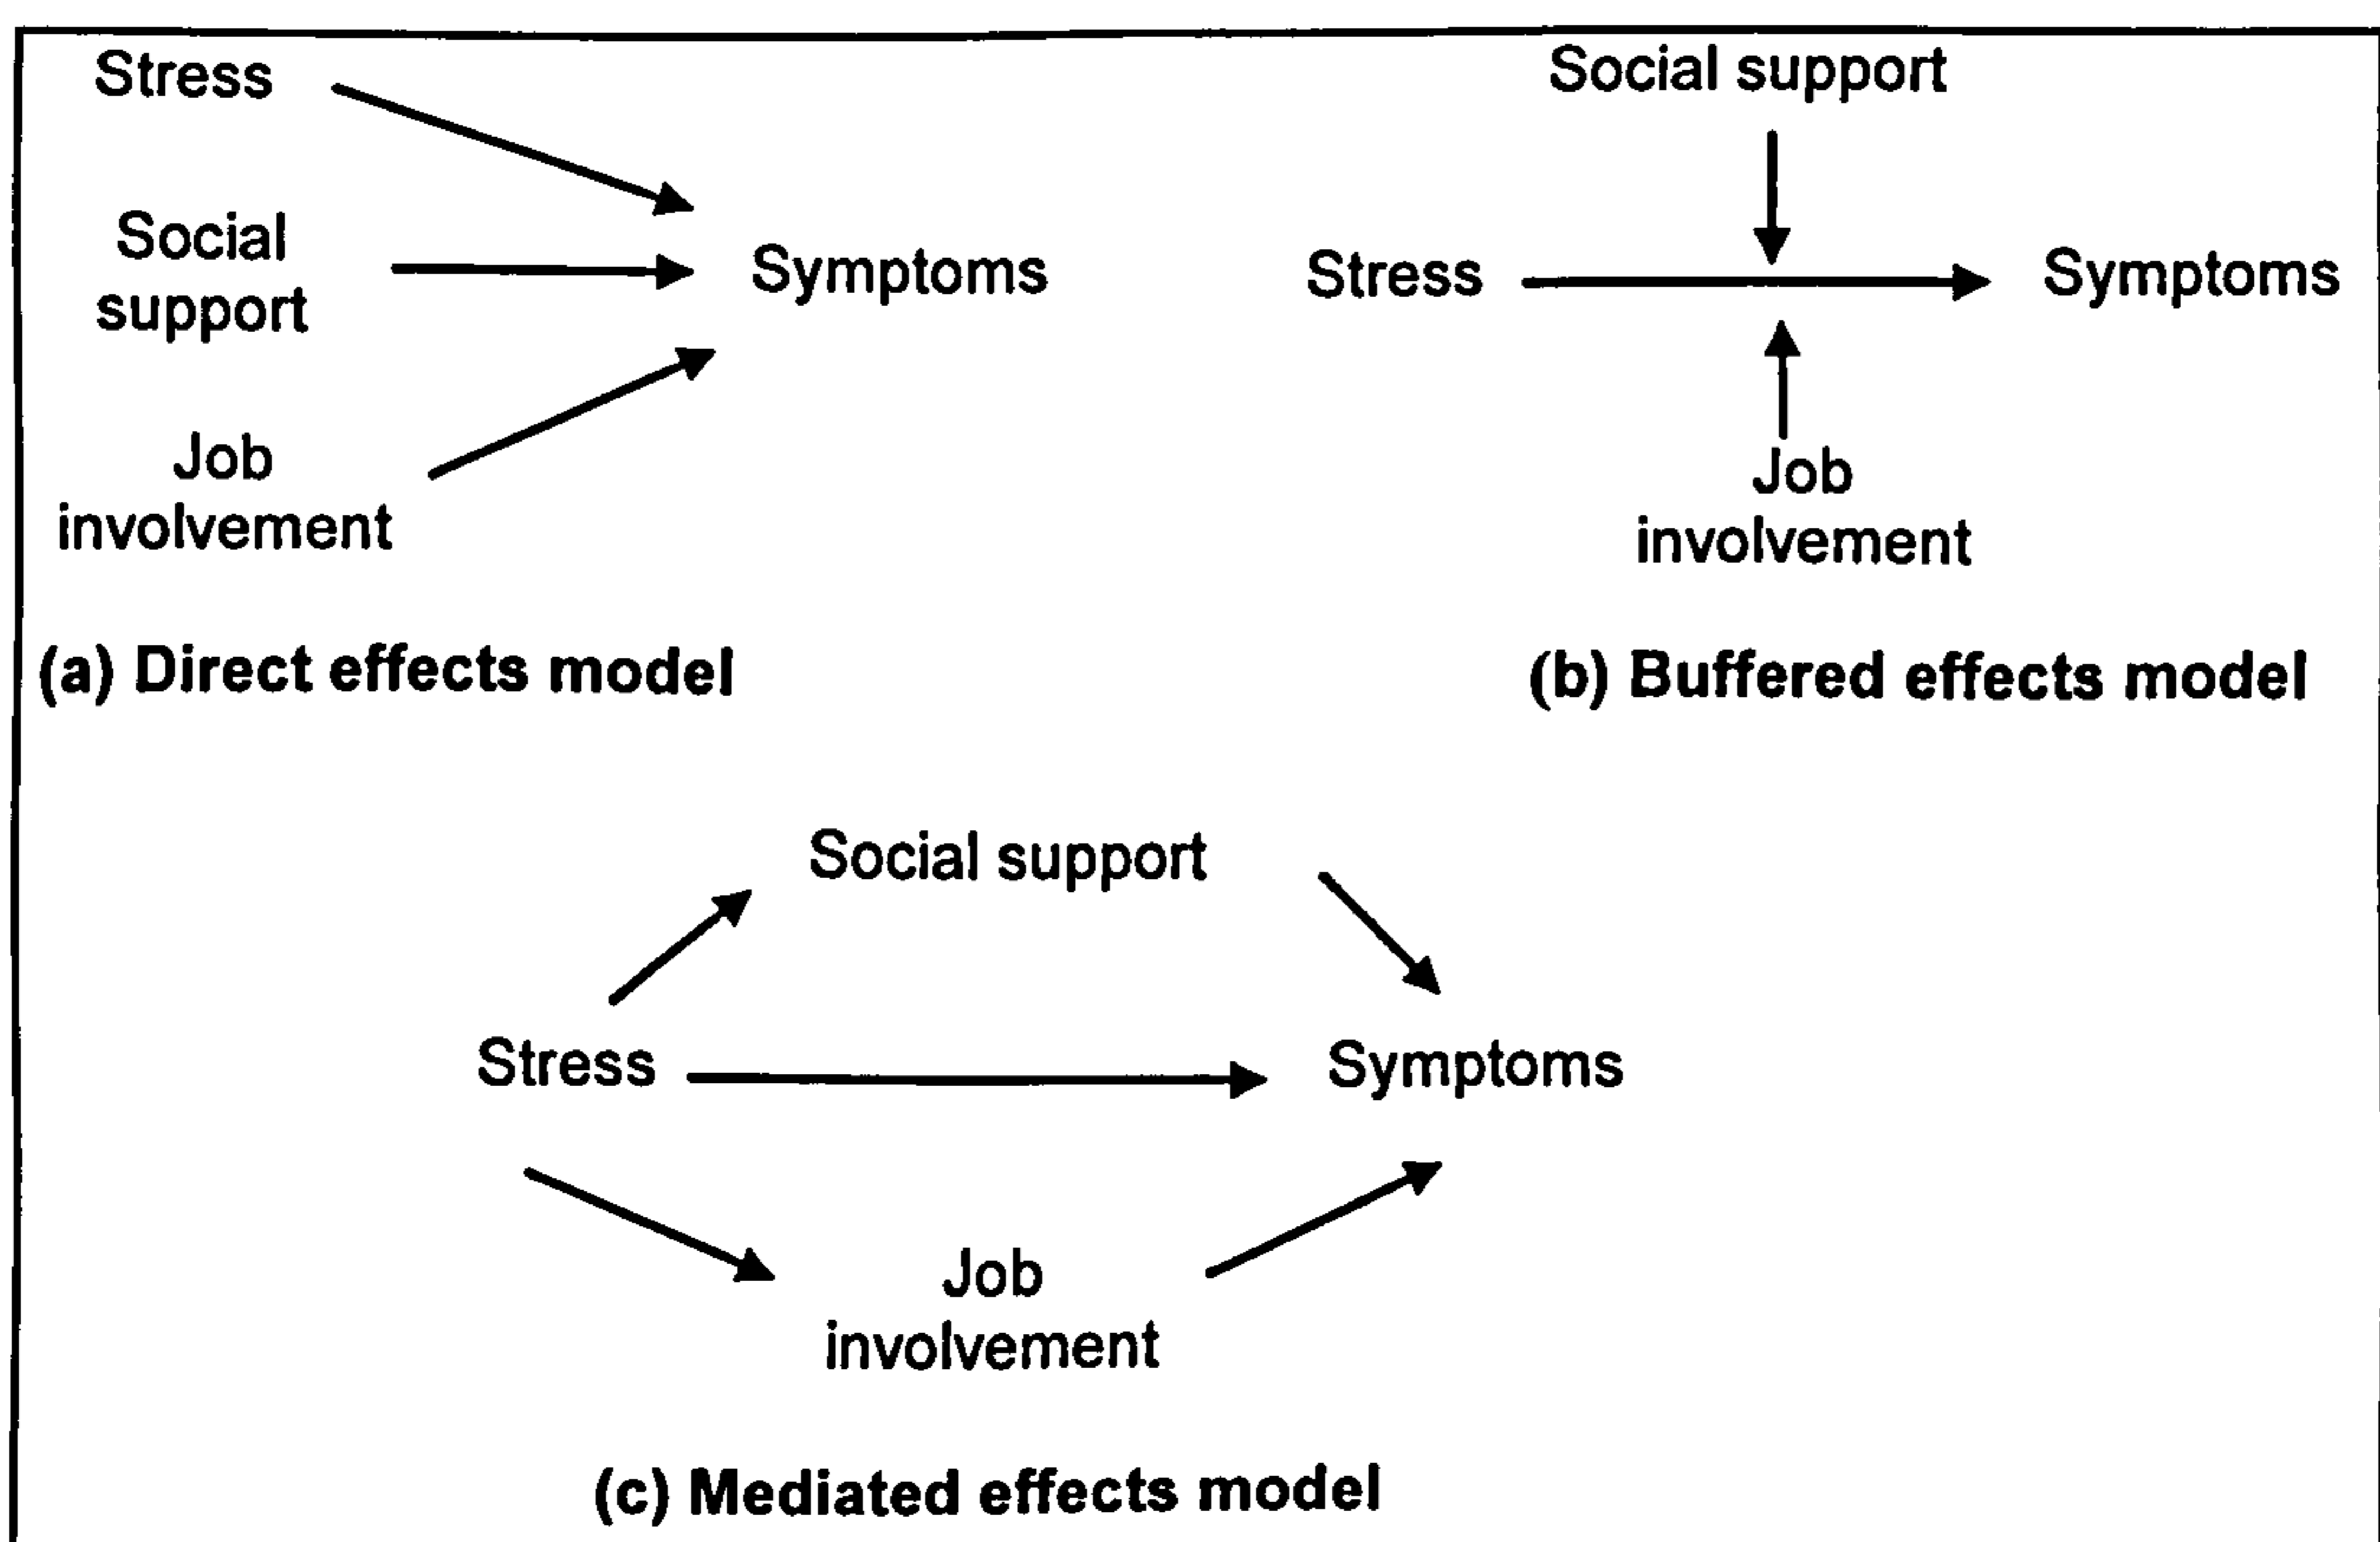 Stress
Social
support
Job
involvement
Symptoms
(a) Direct effects model
Social support
Stress
Symptoms
Job
involvement
(b) Buffered effects model
Social support
Stress
Symptoms
Job
involvement
(c) Mediated effects model